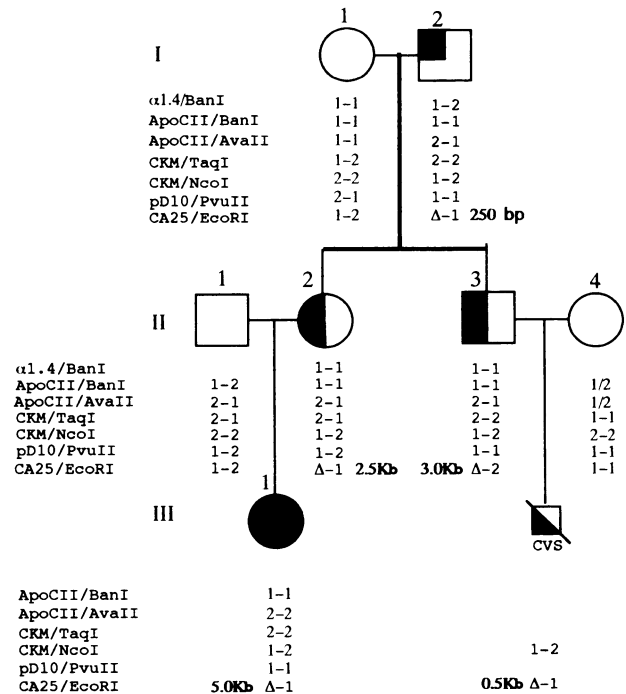 1 2
I
α1.4/BanI 1-1 1-2
ApoCII/BanI 1-1 1-1
ApoCII/AvaII 1-1 2-1
CKM/TaqI 1-2 2-2
CKM/NcoI 2-2 1-2
pD10/PvuII 2-1 1-1
CA25/EcoRI 1-2 Δ-1 250 bp
1 2 3 4
II
α1.4/BanI 1-1 1-1
ApoCII/BanI 1-2 1-1 1-1 1/2
ApoCII/AvaII 2-1 2-1 2-1 1/2
CKM/TaqI 2-1 2-1 2-2 1-1
CKM/NcoI 2-2 1-2 1-2 2-2
pD10/PvuII 1-2 1-2 1-1 1-1
CA25/EcoRI 1-2 Δ-1 2.5Kb 3.0Kb Δ-2 1-1
1
III
CVS
ApoCII/BanI 1-1
ApoCII/AvaII 2-2
CKM/TaqI 2-2
CKM/NcoI 1-2 1-2
pD10/PvuII 1-1
CA25/EcoRI 5.0Kb Δ-1 0.5Kb Δ-1